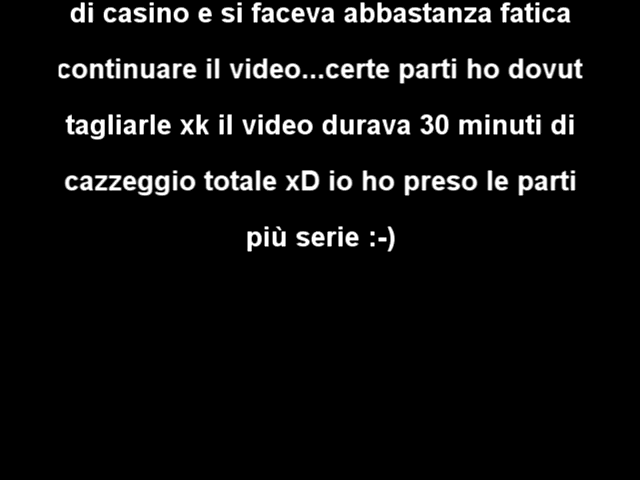 di casino e si faceva abbastanza fatica
continuare il video...certe parti ho dovut
tagliarle xk il video durava 30 minuti di
cazzeggio totale xD io ho preso le parti
più serie :-)